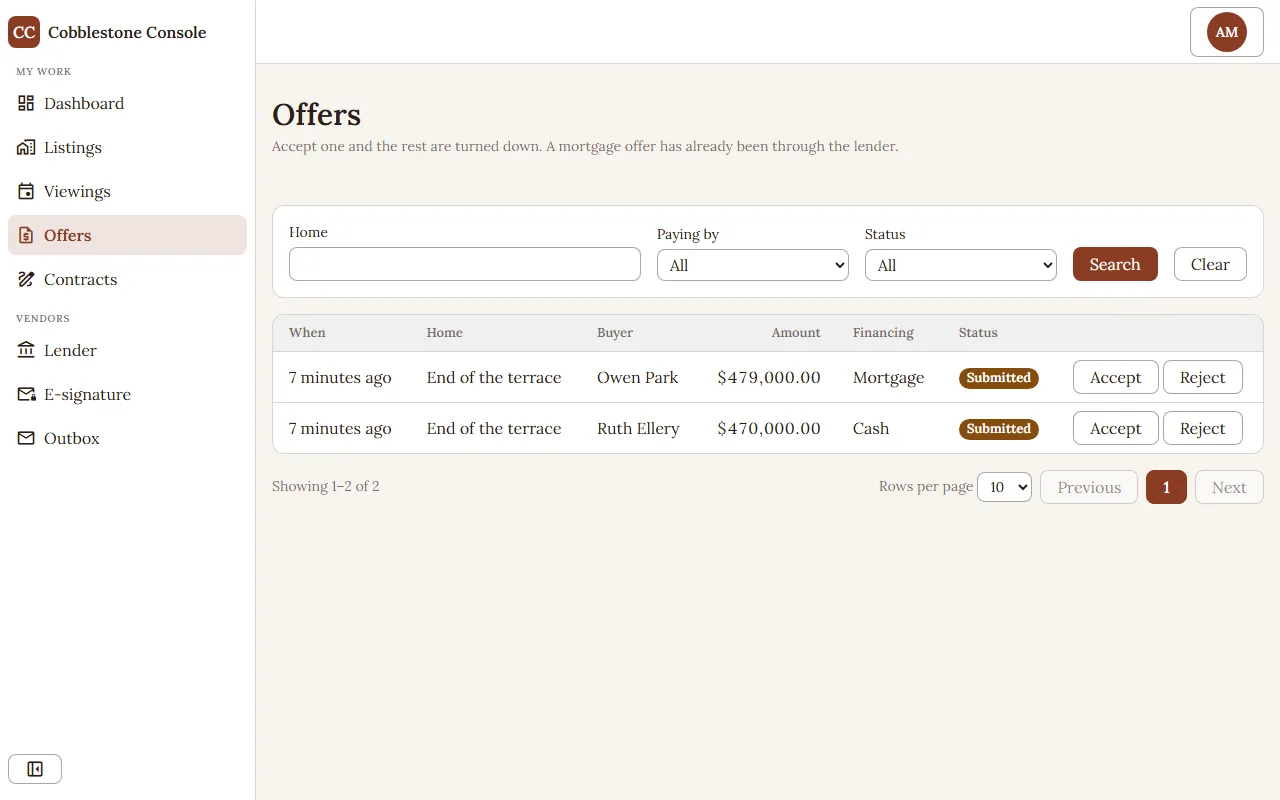 CC Cobblestone Console
AM
MY WORK
Dashboard
Listings
Viewings
Offers
Contracts
VENDORS
Lender
E-signature
Outbox
Offers
Accept one and the rest are turned down. A mortgage offer has already been through the lender.
Home Paying by Status
All All Search Clear
When Home Buyer Amount Financing Status
7 minutes ago End of the terrace Owen Park $479,000.00 Mortgage Submitted Accept Reject
7 minutes ago End of the terrace Ruth Ellery $470,000.00 Cash Submitted Accept Reject
Showing 1–2 of 2 Rows per page 10 Previous 1 Next